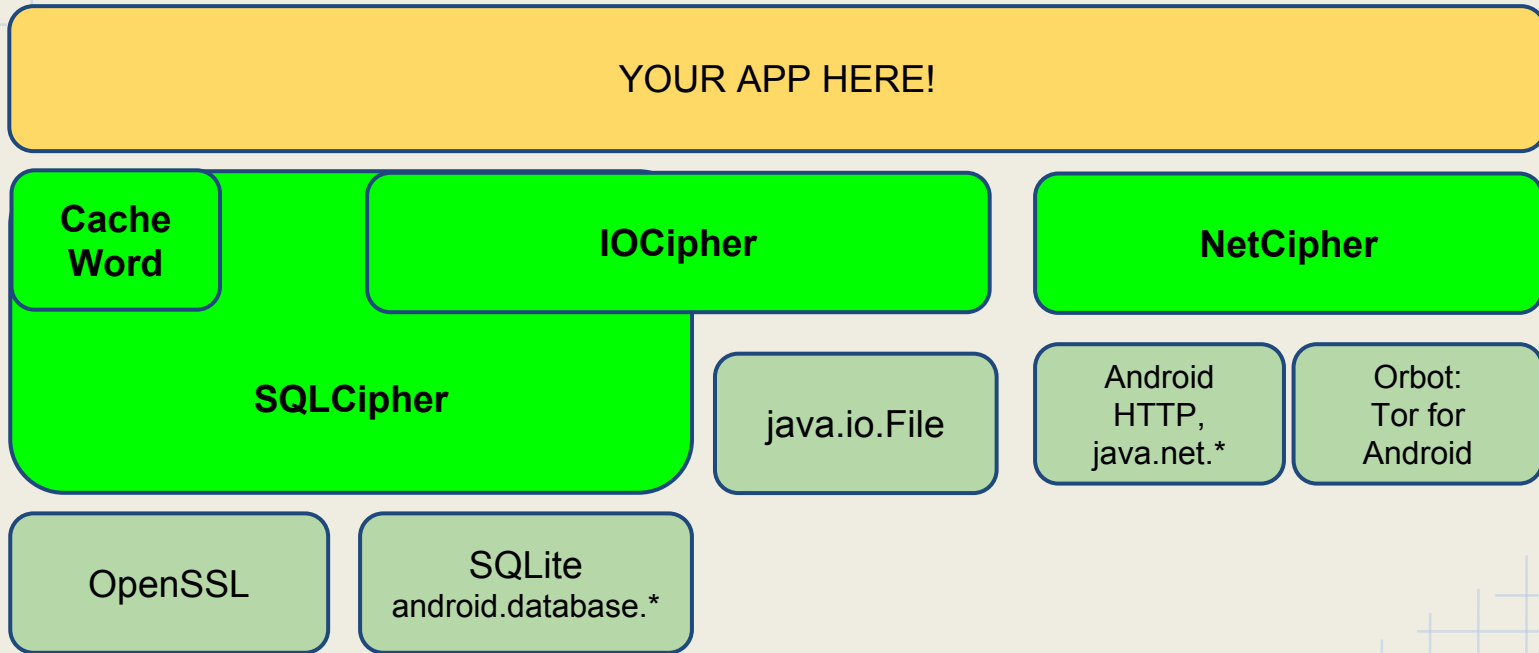 YOUR APP HERE!
Cache
Word
IOCipher
NetCipher
SQLCipher
java.io.File
Android
HTTP,
java.net.*
Orbot:
Tor for
Android
OpenSSL
SQLite
android.database.*